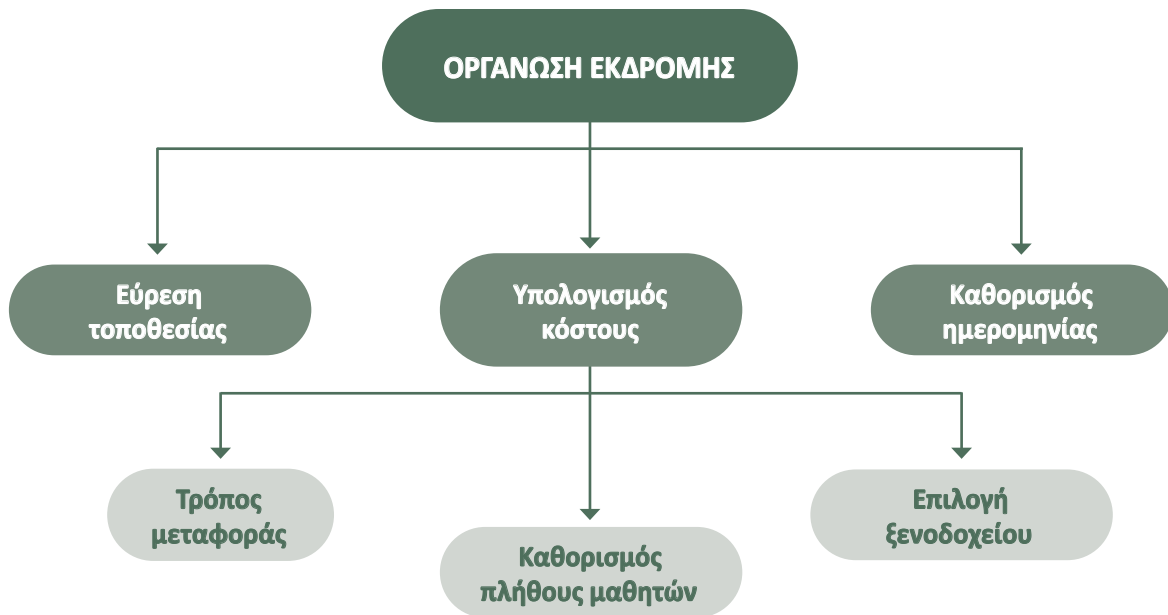 ΟΡΓΑΝΩΣΗ ΕΚΔΡΟΜΗΣ
Εύρεση
τοποθεσίας
Υπολογισμός
κόστους
Καθορισμός
ημερομηνίας
Τρόπος
μεταφοράς
Καθορισμός
πλήθους μαθητών
Επιλογή
ξενοδοχείου